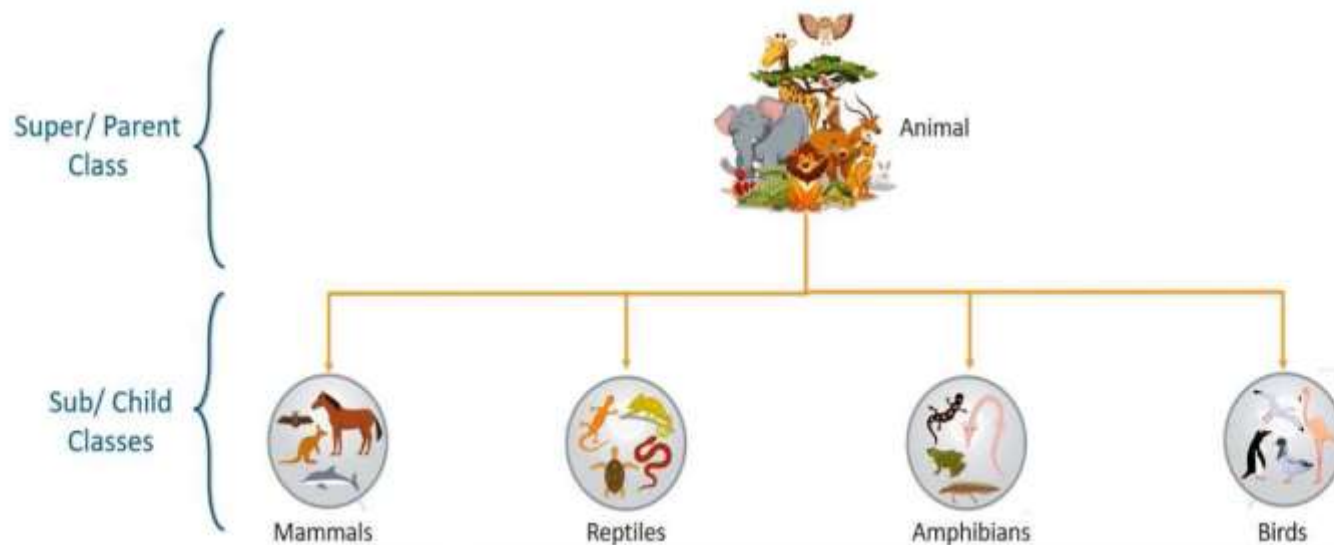 Super/ Parent
Class
Animal
Sub/ Child
Classes
Mammals
Reptiles
Amphibians
Birds